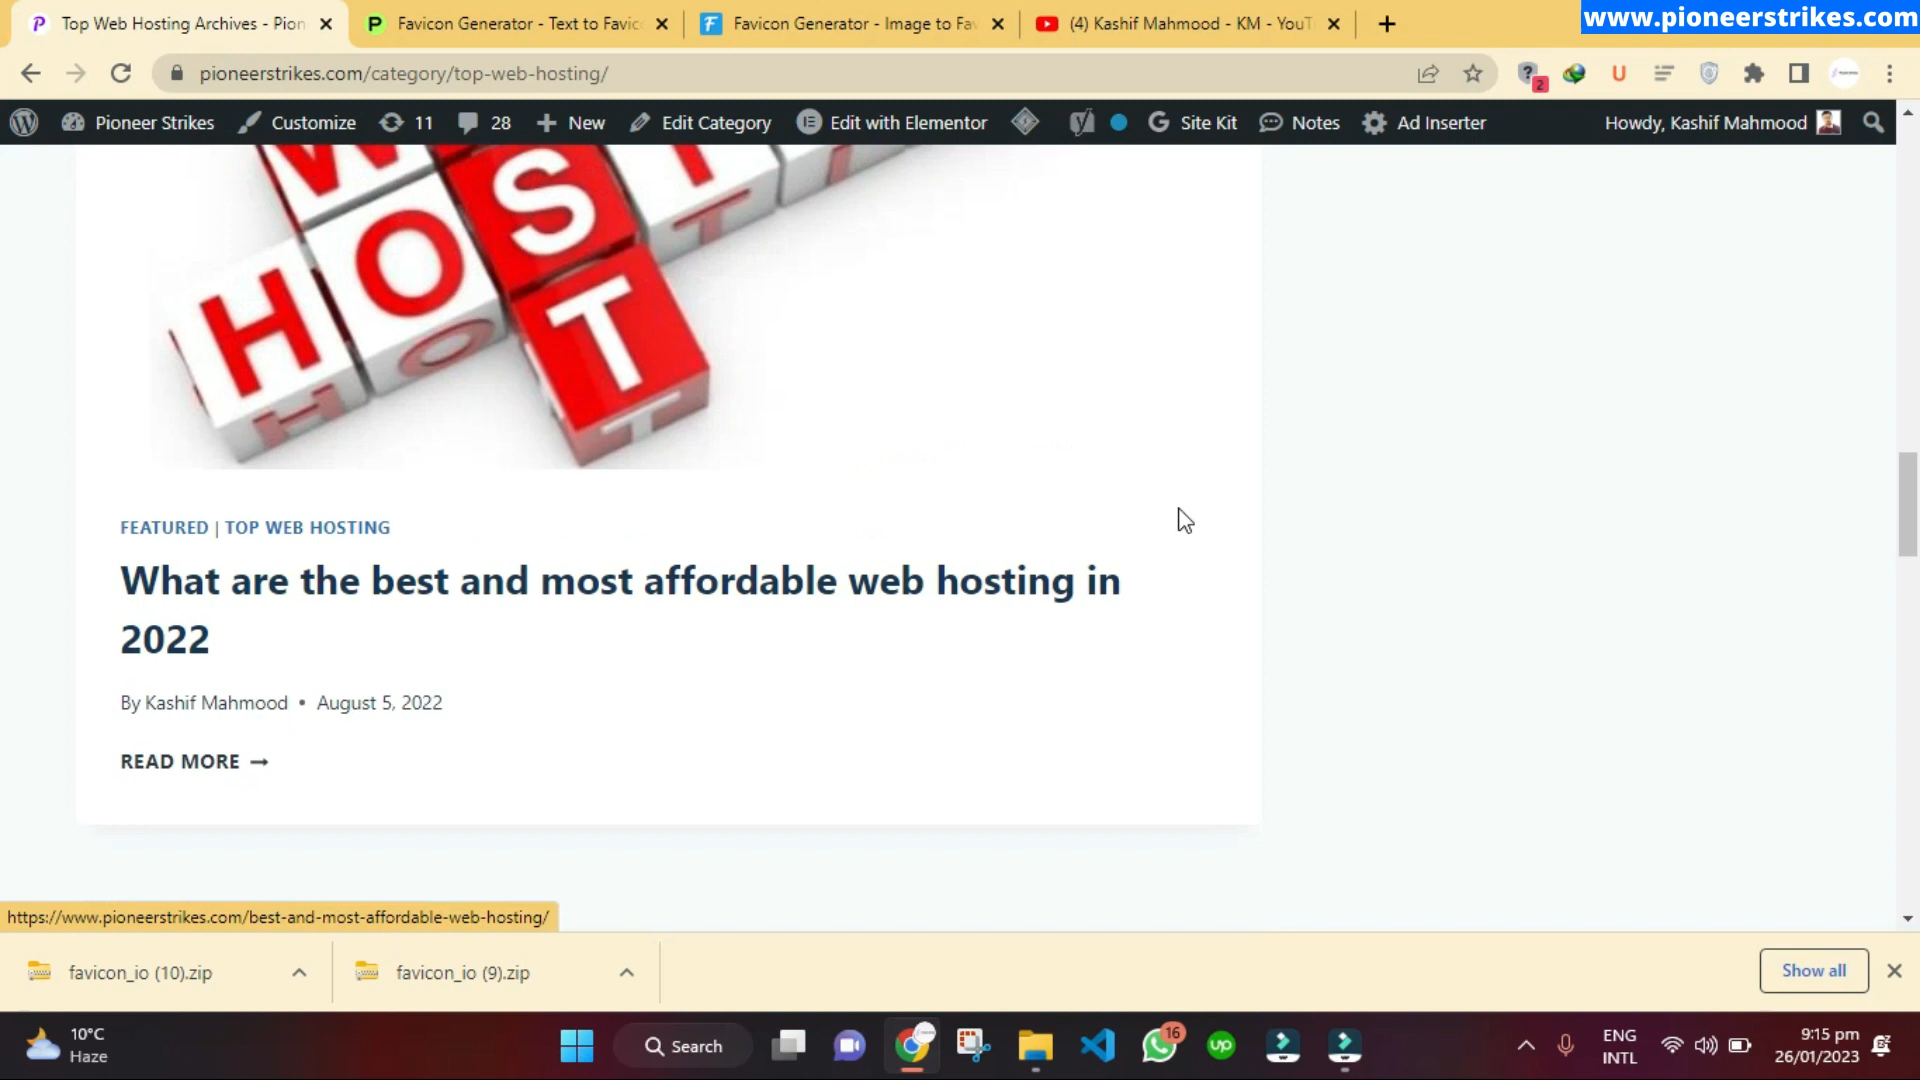 Top Web Hosting Archives - Pion
Favicon Generator - Text to Favic
Favicon Generator - Image to Fav
(4) Kashif Mahmood - KM - YouT
www.pioneerstrikes.com
pioneerstrikes.com/category/top-web-hosting/
2
Pioneer Strikes
Customize
11
28
New
Edit Category
Edit with Elementor
Site Kit
Notes
Ad Inserter
Howdy, Kashif Mahmood
HOST
FEATURED | TOP WEB HOSTING
What are the best and most affordable web hosting in
2022
By Kashif Mahmood • August 5, 2022
READ MORE →
https://www.pioneerstrikes.com/best-and-most-affordable-web-hosting/
favicon_io (10).zip
favicon_io (9).zip
Show all
10°C
Haze
Search
16
up
ENG
INTL
9:15 pm
26/01/2023